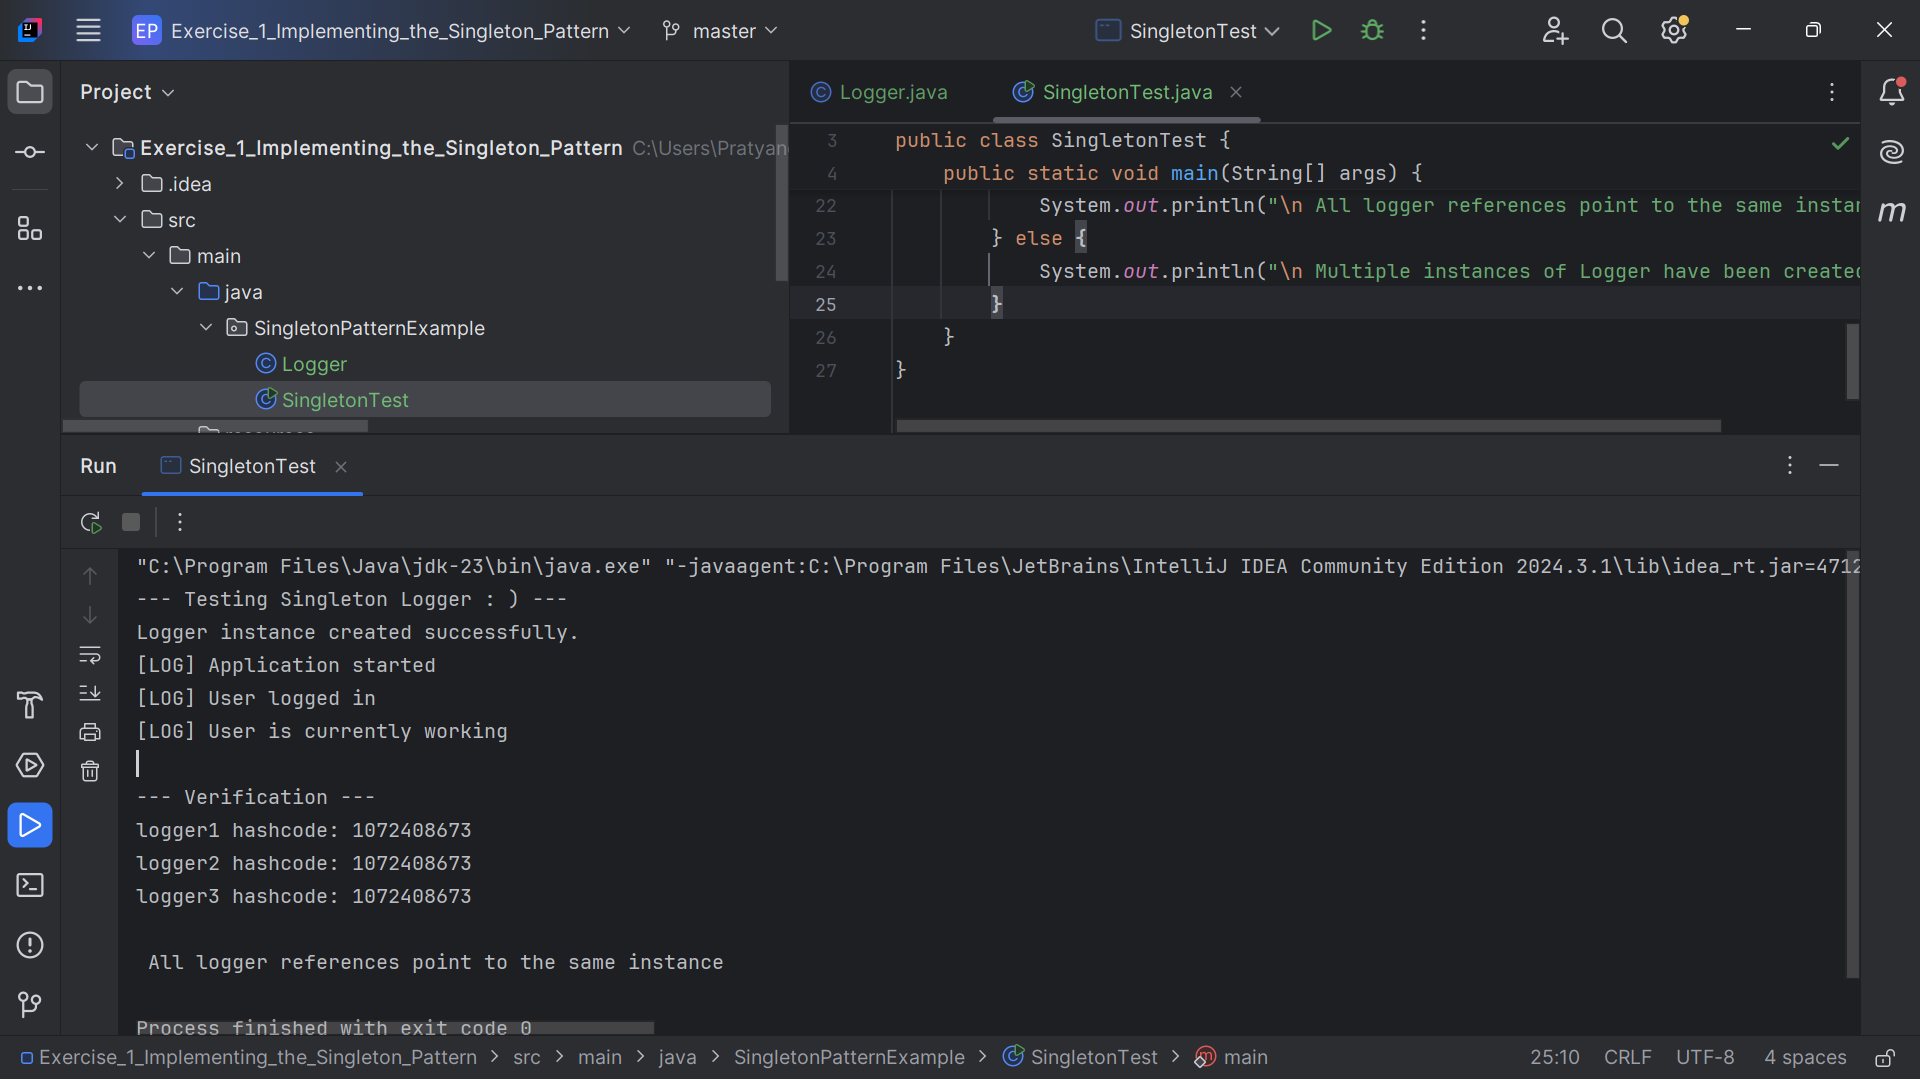 EP Exercise_1_Implementing_the_Singleton_Pattern master SingletonTest
Project
Logger.java SingletonTest.java
Exercise_1_Implementing_the_Singleton_Pattern C:\Users\Pratyan
.idea
src
main
java
SingletonPatternExample
Logger
SingletonTest
resources
3 public class SingletonTest {
4 public static void main(String[] args) {
22 System.out.println("\n All logger references point to the same instan
23 } else {
24 System.out.println("\n Multiple instances of Logger have been created
25 }
26 }
27 }
m
Run SingletonTest
"C:\Program Files\Java\jdk-23\bin\java.exe" "-javaagent:C:\Program Files\JetBrains\IntelliJ IDEA Community Edition 2024.3.1\lib\idea_rt.jar=4712
--- Testing Singleton Logger : ) ---
Logger instance created successfully.
[LOG] Application started
[LOG] User logged in
[LOG] User is currently working
--- Verification ---
logger1 hashcode: 1072408673
logger2 hashcode: 1072408673
logger3 hashcode: 1072408673
All logger references point to the same instance
Process finished with exit code 0
Exercise_1_Implementing_the_Singleton_Pattern > src > main > java > SingletonPatternExample > SingletonTest > main 25:10 CRLF UTF-8 4 spaces